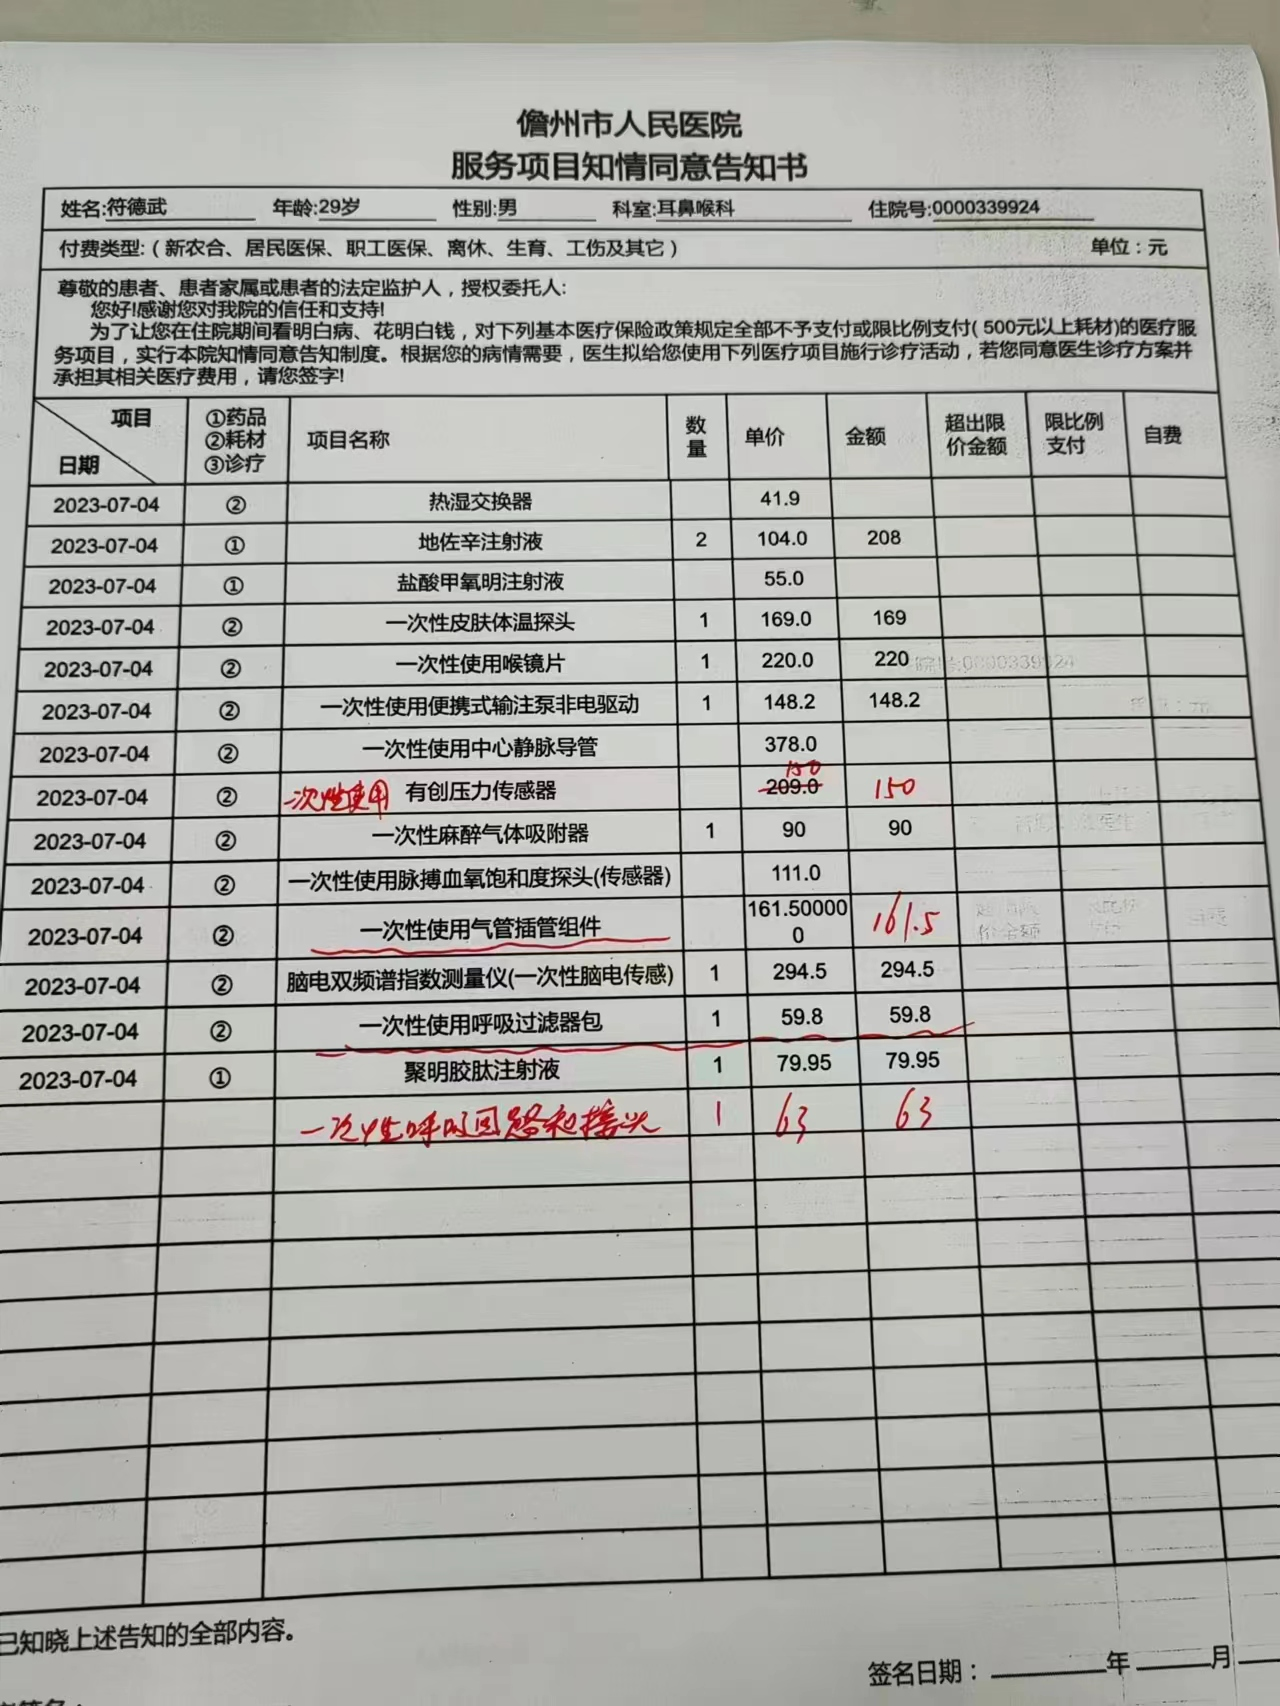 儋州市人民医院
服务项目知情同意告知书
姓名:符德武 年龄:29岁 性别:男 科室:耳鼻喉科 住院号:0000339924
付费类型:(新农合、居民医保、职工医保、离休、生育、工伤及其它) 单位:元
尊敬的患者、患者家属或患者的法定监护人,授权委托人:
您好!感谢您对我院的信任和支持!
为了让您在住院期间看明白病、花明白钱,对下列基本医疗保险政策规定全部不予支付或限比例支付(500元以上耗材)的医疗服
务项目,实行本院知情同意告知制度。根据您的病情需要,医生拟给您使用下列医疗项目施行诊疗活动,若您同意医生诊疗方案并
承担其相关医疗费用,请您签字!
项目 日期 ①药品 ②耗材 ③诊疗 项目名称 数量 单价 金额 超出限价金额 限比例支付 自费
2023-07-04 ② 热湿交换器 41.9
2023-07-04 ① 地佐辛注射液 2 104.0 208
2023-07-04 ① 盐酸甲氧明注射液 55.0
2023-07-04 ② 一次性皮肤体温探头 1 169.0 169
2023-07-04 ② 一次性使用喉镜片 1 220.0 220 院号:0000339924
2023-07-04 ② 一次性使用便携式输注泵非电驱动 1 148.2 148.2
2023-07-04 ② 一次性使用中心静脉导管 378.0
2023-07-04 ② 一次性使用 有创压力传感器 209.0 150 150
2023-07-04 ② 一次性麻醉气体吸附器 1 90 90
2023-07-04 ② 一次性使用脉搏血氧饱和度探头(传感器) 111.0
2023-07-04 ② 一次性使用气管插管组件 161.500000 161.5
2023-07-04 ② 脑电双频谱指数测量仪(一次性脑电传感) 1 294.5 294.5
2023-07-04 ② 一次性使用呼吸过滤器包 1 59.8 59.8
2023-07-04 ① 聚明胶肽注射液 1 79.95 79.95
一次性呼吸回路和接头 1 63 63
已知晓上述告知的全部内容。
签名日期: 年 月